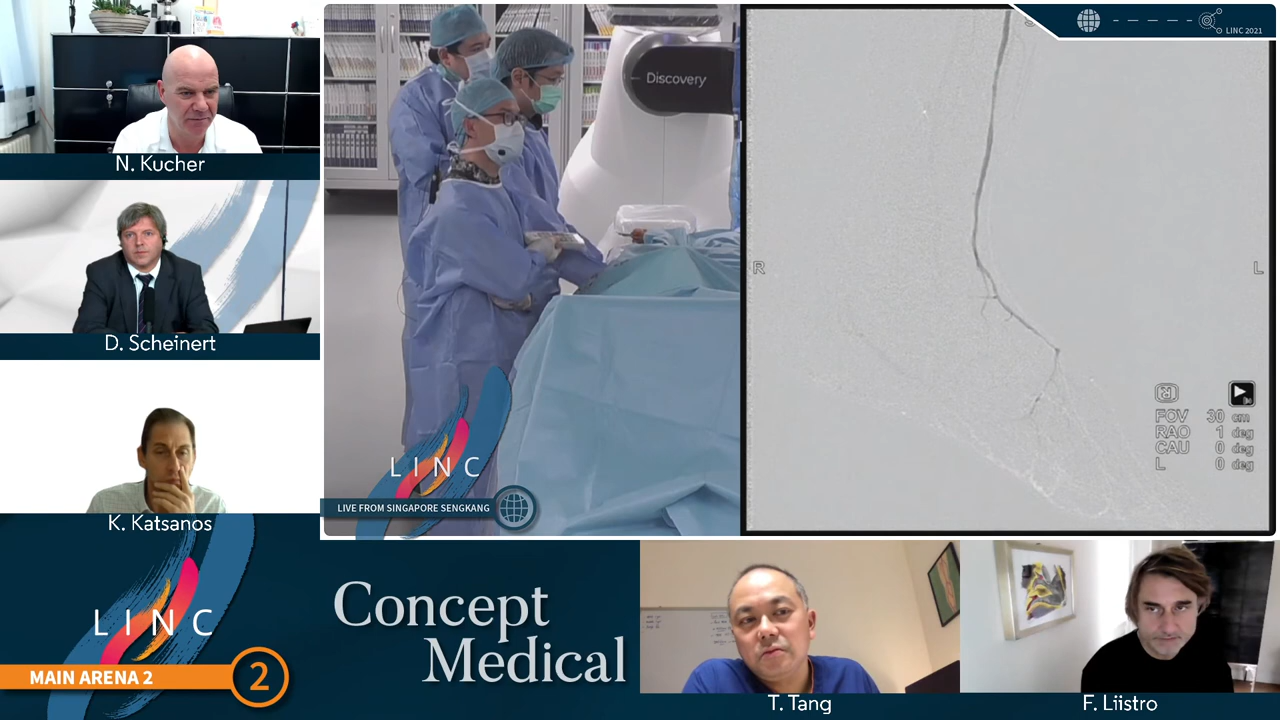 N. Kucher
D. Scheinert
K. Katsanos
LINC
MAIN ARENA 2
2
Discovery
LINC
LIVE FROM SINGAPORE SENGKANG
LINC 2021
R
L
FOV 30 cm
RAO 1 deg
CAU 0 deg
L 0 deg
Concept
Medical
T. Tang
F. Liistro